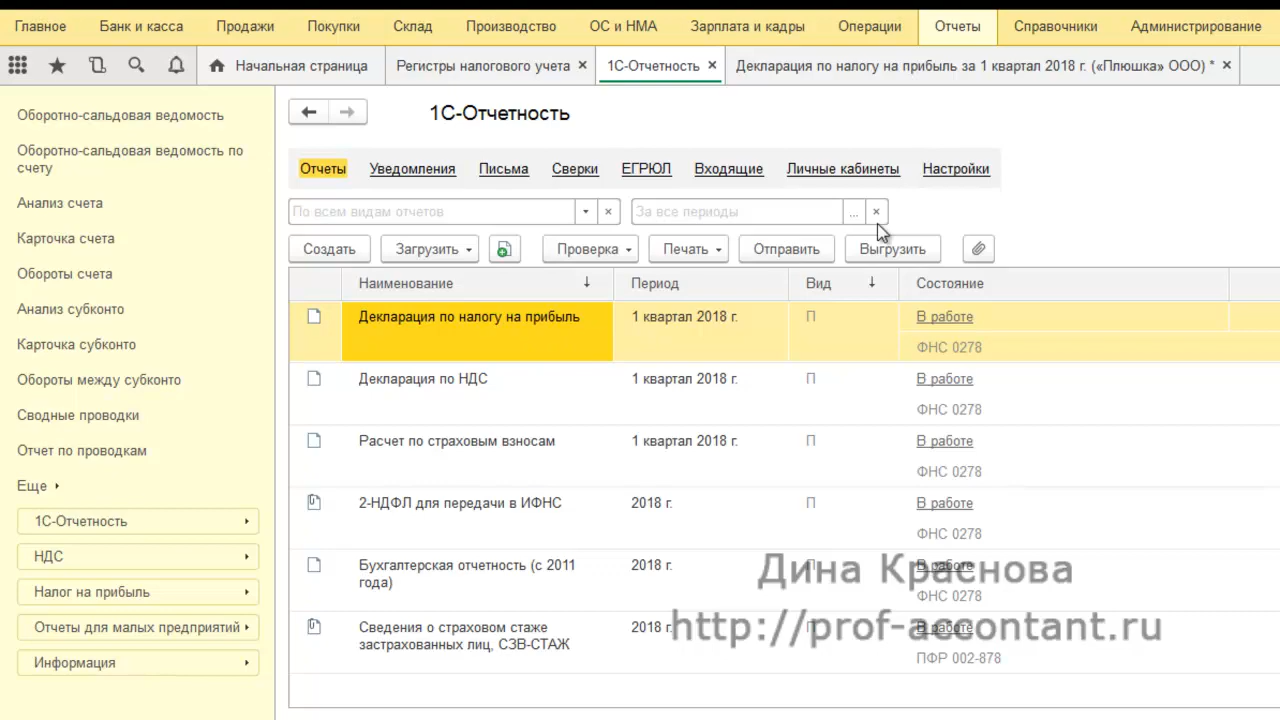 Главное Банк и касса Продажи Покупки Склад Производство ОС и НМА Зарплата и кадры Операции Отчеты Справочники Администрирование
Начальная страница Регистры налогового учета × 1С-Отчетность × Декларация по налогу на прибыль за 1 квартал 2018 г. («Плюшка» ООО) * ×
Оборотно-сальдовая ведомость
Оборотно-сальдовая ведомость по
счету
Анализ счета
Карточка счета
Обороты счета
Анализ субконто
Карточка субконто
Обороты между субконто
Сводные проводки
Отчет по проводкам
Еще
1С-Отчетность
НДС
Налог на прибыль
Отчеты для малых предприятий
Информация
1С-Отчетность
Отчеты Уведомления Письма Сверки ЕГРЮЛ Входящие Личные кабинеты Настройки
По всем видам отчетов × За все периоды ... ×
Создать Загрузить Проверка Печать Отправить Выгрузить
Наименование ↓ Период Вид ↓ Состояние
Декларация по налогу на прибыль 1 квартал 2018 г. П В работе
ФНС 0278
Декларация по НДС 1 квартал 2018 г. П В работе
ФНС 0278
Расчет по страховым взносам 1 квартал 2018 г. П В работе
ФНС 0278
2-НДФЛ для передачи в ИФНС 2018 г. П В работе
ФНС 0278
Бухгалтерская отчетность (с 2011 2018 г. П В работе
года)
ФНС 0278
Сведения о страховом стаже 2018 г. П В работе
застрахованных лиц, СЗВ-СТАЖ
ПФР 002-878
Дина Краснова
http://prof-accontant.ru